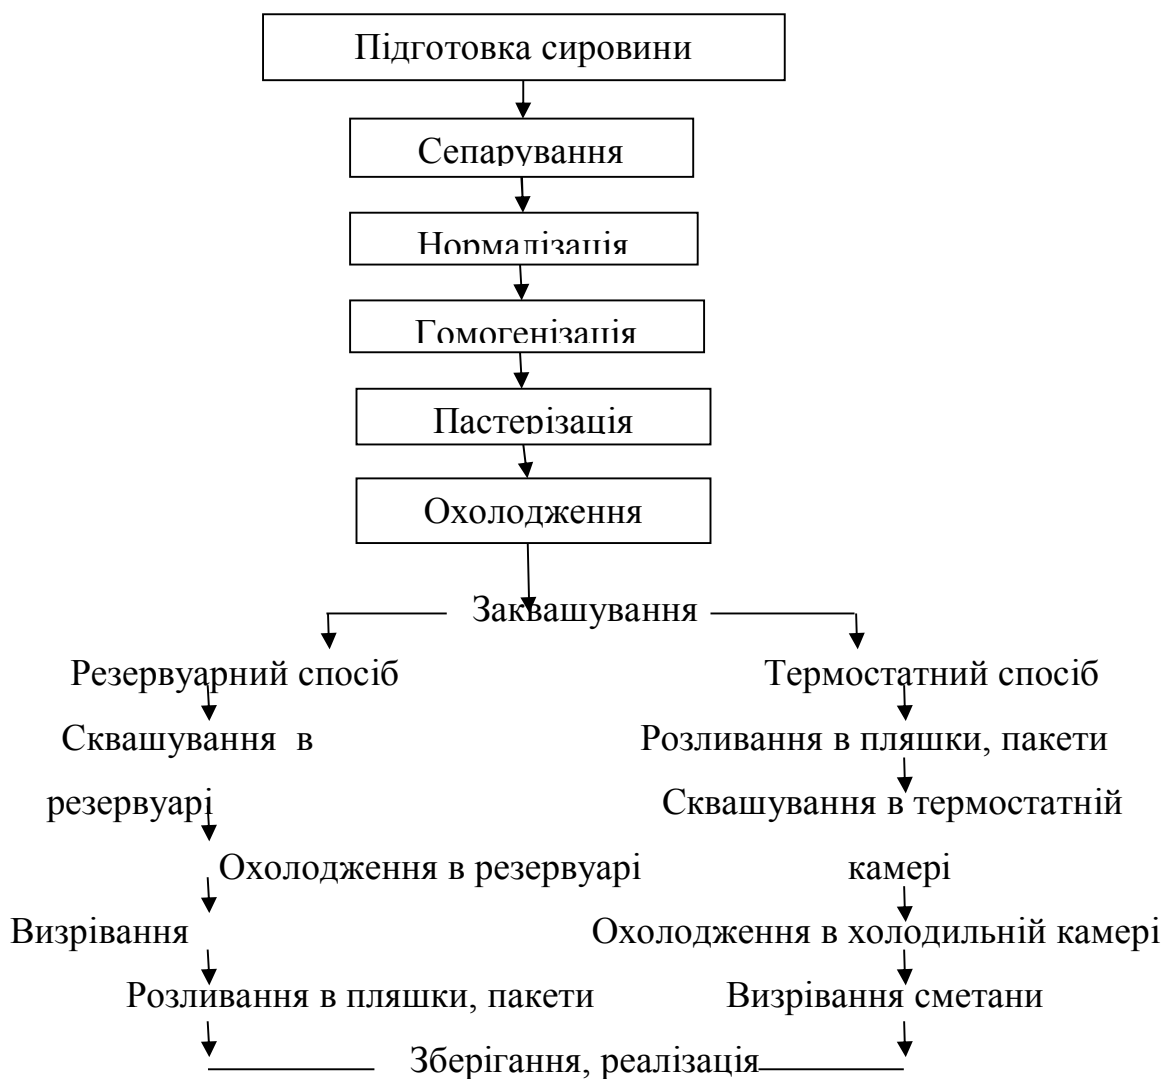 Підготовка сировини
Сепарування
Нормалізація
Гомогенізація
Пастерізація
Охолодження
Заквашування
Резервуарний спосіб
Термостатний спосіб
Сквашування в
Розливання в пляшки, пакети
резервуарі
Сквашування в термостатній
Охолодження в резервуарі
камері
Визрівання
Охолодження в холодильній камері
Розливання в пляшки, пакети
Визрівання сметани
Зберігання, реалізація